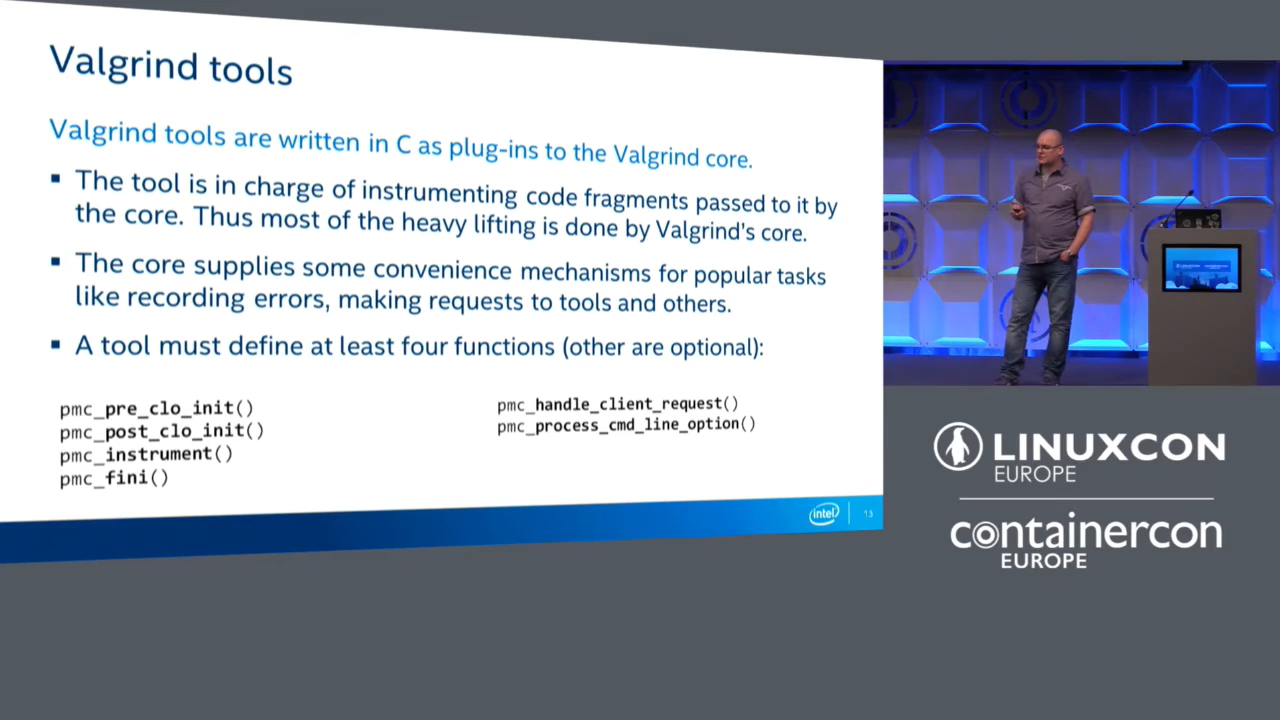 Valgrind tools
Valgrind tools are written in C as plug-ins to the Valgrind core.
▪ The tool is in charge of instrumenting code fragments passed to it by
the core. Thus most of the heavy lifting is done by Valgrind's core.
▪ The core supplies some convenience mechanisms for popular tasks
like recording errors, making requests to tools and others.
▪ A tool must define at least four functions (other are optional):
pmc_pre_clo_init()
pmc_post_clo_init()
pmc_instrument()
pmc_fini()
pmc_handle_client_request()
pmc_process_cmd_line_option()
intel
13
LINUXCON
EUROPE
containercon
EUROPE